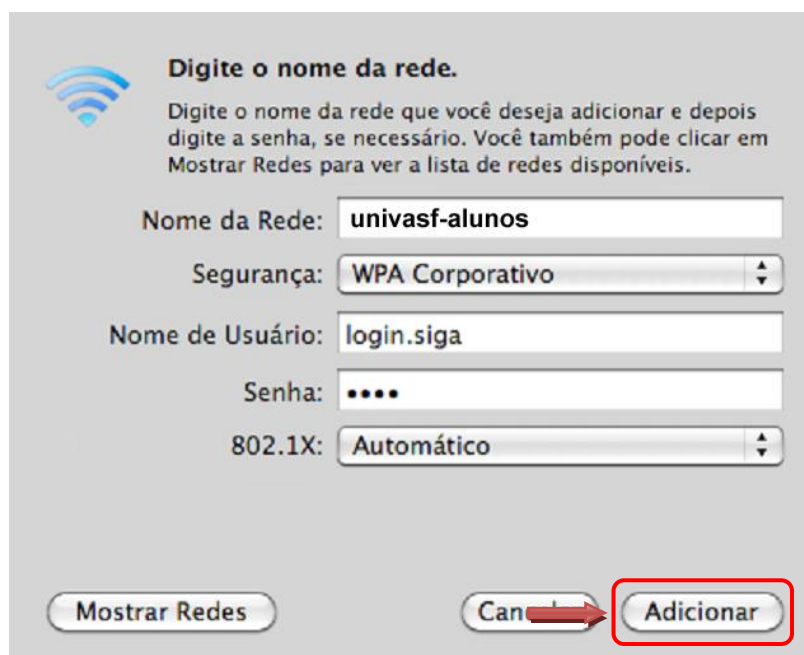 Digite o nome da rede.
Digite o nome da rede que você deseja adicionar e depois
digite a senha, se necessário. Você também pode clicar em
Mostrar Redes para ver a lista de redes disponíveis.
Nome da Rede: univasf-alunos
Segurança: WPA Corporativo
Nome de Usuário: login.siga
Senha: ••••
802.1X: Automático
Mostrar Redes Adicionar